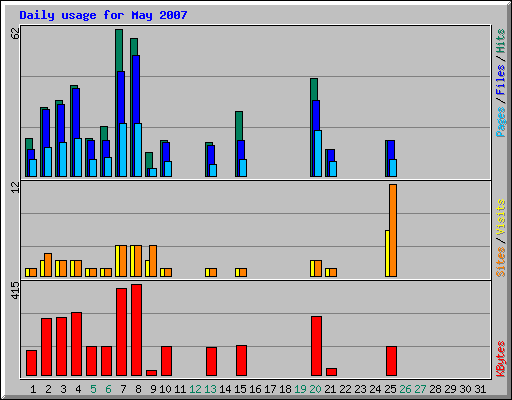 Daily usage for May 2007
62
Pages / Files / Hits
12
Sites / Visits
415
KBytes
1 2 3 4 5 6 7 8 9 10 11 12 13 14 15 16 17 18 19 20 21 22 23 24 25 26 27 28 29 30 31